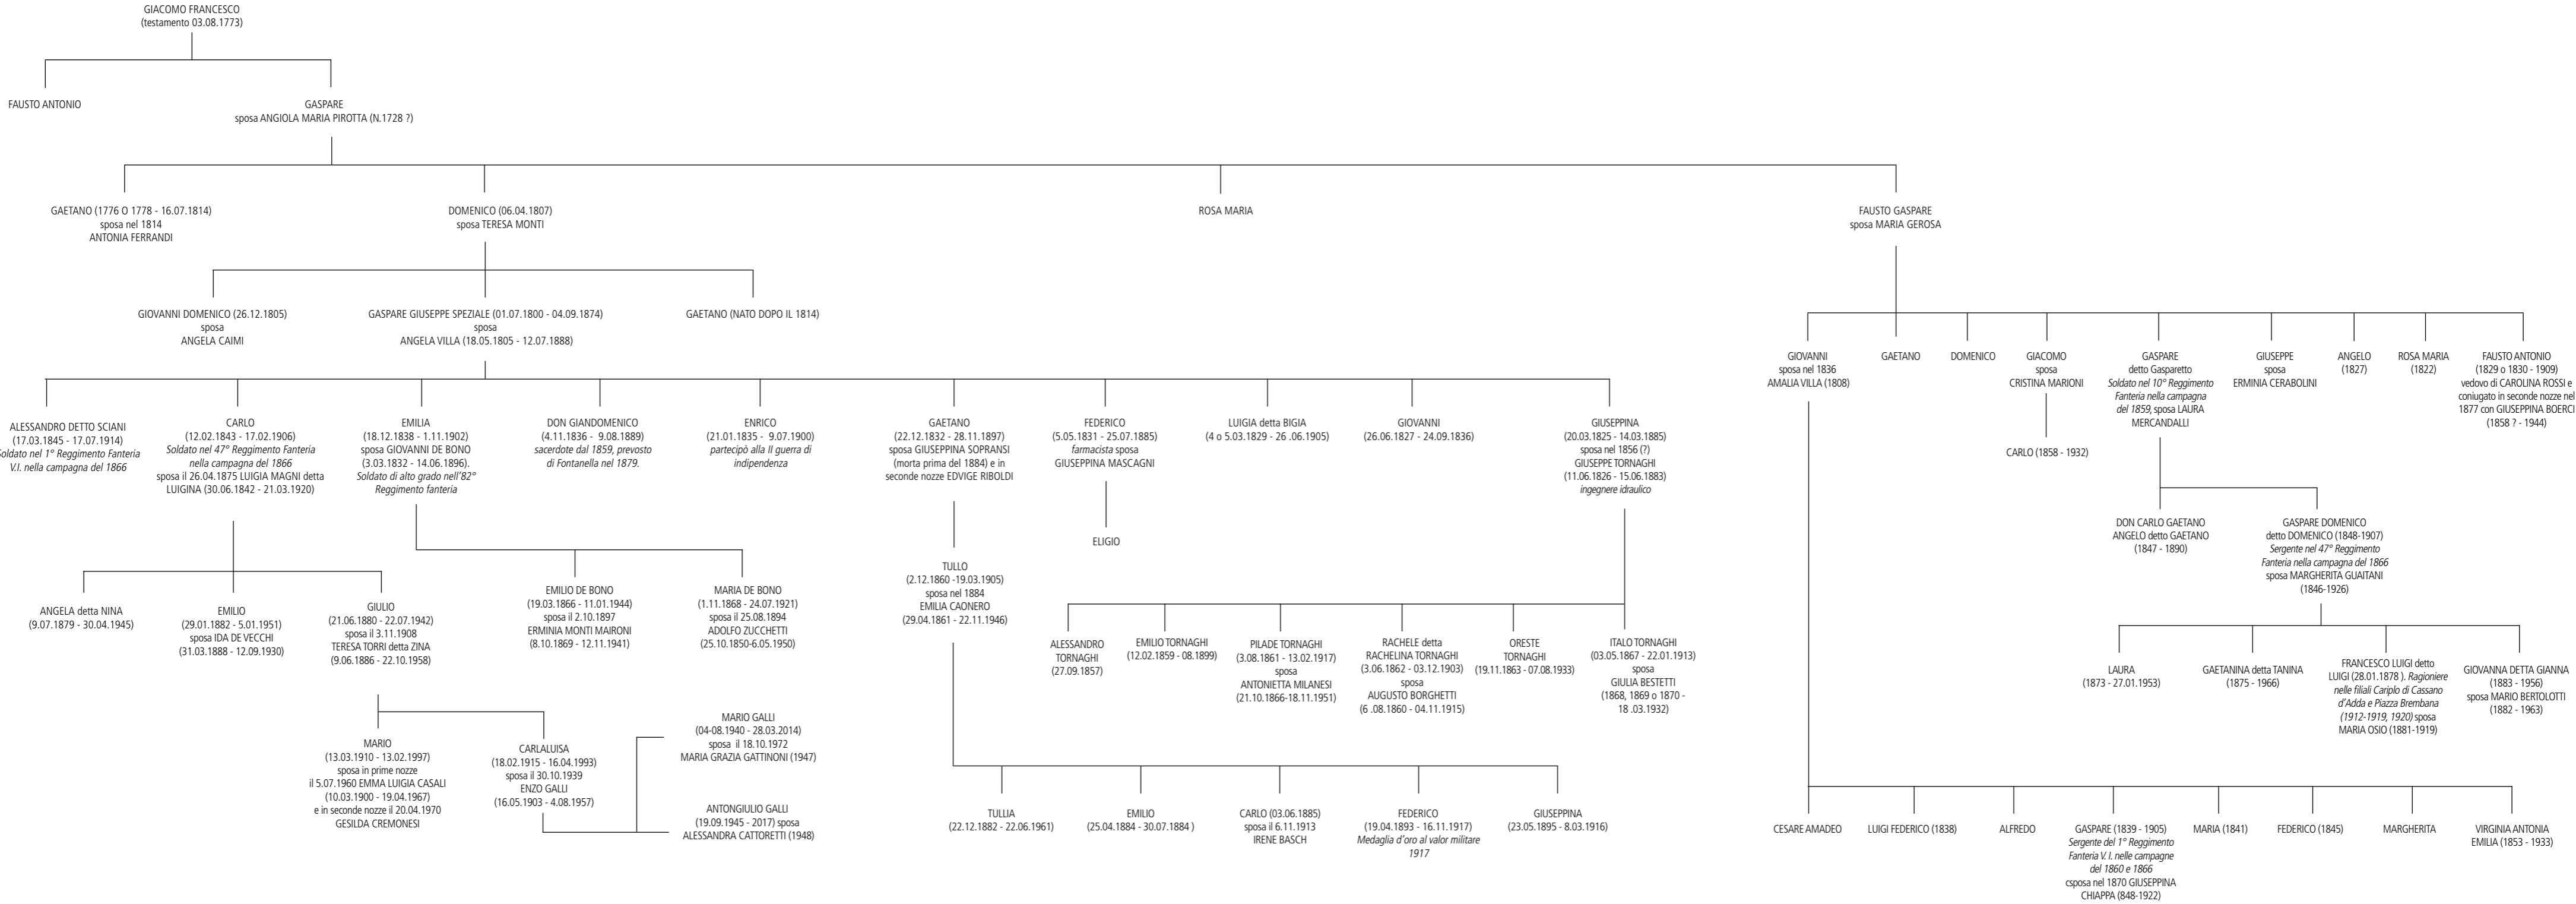 GIACOMO FRANCESCO
(testamento 03.08.1773)
FAUSTO ANTONIO
GASPARE
sposa ANGIOLA MARIA PIROTTA (N.1728 ?)
GAETANO (1776 O 1778 - 16.07.1814)
sposa nel 1814
ANTONIA FERRANDI
DOMENICO (06.04.1807)
sposa TERESA MONTI
ROSA MARIA
FAUSTO GASPARE
sposa MARIA GEROSA
GIOVANNI DOMENICO (26.12.1805)
sposa
ANGELA CAIMI
GASPARE GIUSEPPE SPEZIALE (01.07.1800 - 04.09.1874)
sposa
ANGELA VILLA (18.05.1805 - 12.07.1888)
GAETANO (NATO DOPO IL 1814)
GIOVANNI
sposa nel 1836
AMALIA VILLA (1808)
GAETANO
DOMENICO
GIACOMO
sposa
CRISTINA MARIONI
GASPARE
detto Gasparetto
Soldato nel 10° Reggimento
Fanteria nella campagna
del 1859, sposa LAURA
MERCANDALLI
GIUSEPPE
sposa
ERMINIA CERABOLINI
ANGELO
(1827)
ROSA MARIA
(1822)
FAUSTO ANTONIO
(1829 o 1830 - 1909)
vedovo di CAROLINA ROSSI e
coniugato in seconde nozze nel
1877 con GIUSEPPINA BOERCI
(1858 ? - 1944)
ALESSANDRO DETTO SCIANI
(17.03.1845 - 17.07.1914)
oldato nel 1° Reggimento Fanteria
V.I. nella campagna del 1866
CARLO
(12.02.1843 - 17.02.1906)
Soldato nel 47° Reggimento Fanteria
nella campagna del 1866
sposa il 26.04.1875 LUIGIA MAGNI detta
LUIGINA (30.06.1842 - 21.03.1920)
EMILIA
(18.12.1838 - 1.11.1902)
sposa GIOVANNI DE BONO
(3.03.1832 - 14.06.1896).
Soldato di alto grado nell'82°
Reggimento fanteria
DON GIANDOMENICO
(4.11.1836 - 9.08.1889)
sacerdote dal 1859, prevosto
di Fontanella nel 1879.
ENRICO
(21.01.1835 - 9.07.1900)
partecipò alla II guerra di
indipendenza
GAETANO
(22.12.1832 - 28.11.1897)
sposa GIUSEPPINA SOPRANSI
(morta prima del 1884) e in
seconde nozze EDVIGE RIBOLDI
FEDERICO
(5.05.1831 - 25.07.1885)
farmacista sposa
GIUSEPPINA MASCAGNI
LUIGIA detta BIGIA
(4 o 5.03.1829 - 26 .06.1905)
GIOVANNI
(26.06.1827 - 24.09.1836)
GIUSEPPINA
(20.03.1825 - 14.03.1885)
sposa nel 1856 (?)
GIUSEPPE TORNAGHI
(11.06.1826 - 15.06.1883)
ingegnere idraulico
CARLO (1858 - 1932)
DON CARLO GAETANO
ANGELO detto GAETANO
(1847 - 1890)
GASPARE DOMENICO
detto DOMENICO (1848-1907)
Sergente nel 47° Reggimento
Fanteria nella campagna del 1866
sposa MARGHERITA GUAITANI
(1846-1926)
ELIGIO
TULLO
(2.12.1860 -19.03.1905)
sposa nel 1884
EMILIA CAONERO
(29.04.1861 - 22.11.1946)
ANGELA detta NINA
(9.07.1879 - 30.04.1945)
EMILIO
(29.01.1882 - 5.01.1951)
sposa IDA DE VECCHI
(31.03.1888 - 12.09.1930)
GIULIO
(21.06.1880 - 22.07.1942)
sposa il 3.11.1908
TERESA TORRI detta ZINA
(9.06.1886 - 22.10.1958)
EMILIO DE BONO
(19.03.1866 - 11.01.1944)
sposa il 2.10.1897
ERMINIA MONTI MAIRONI
(8.10.1869 - 12.11.1941)
MARIA DE BONO
(1.11.1868 - 24.07.1921)
sposa il 25.08.1894
ADOLFO ZUCCHETTI
(25.10.1850-6.05.1950)
ALESSANDRO
TORNAGHI
(27.09.1857)
EMILIO TORNAGHI
(12.02.1859 - 08.1899)
PILADE TORNAGHI
(3.08.1861 - 13.02.1917)
sposa
ANTONIETTA MILANESI
(21.10.1866-18.11.1951)
RACHELE detta
RACHELINA TORNAGHI
(3.06.1862 - 03.12.1903)
sposa
AUGUSTO BORGHETTI
(6 .08.1860 - 04.11.1915)
ORESTE
TORNAGHI
(19.11.1863 - 07.08.1933)
ITALO TORNAGHI
(03.05.1867 - 22.01.1913)
sposa
GIULIA BESTETTI
(1868, 1869 o 1870 -
18 .03.1932)
LAURA
(1873 - 27.01.1953)
GAETANINA detta TANINA
(1875 - 1966)
FRANCESCO LUIGI detto
LUIGI (28.01.1878 ). Ragioniere
nelle filiali Cariplo di Cassano
d'Adda e Piazza Brembana
(1912-1919, 1920) sposa
MARIA OSIO (1881-1919)
GIOVANNA DETTA GIANNA
(1883 - 1956)
sposa MARIO BERTOLOTTI
(1882 - 1963)
MARIO
(13.03.1910 - 13.02.1997)
sposa in prime nozze
il 5.07.1960 EMMA LUIGIA CASALI
(10.03.1900 - 19.04.1967)
e in seconde nozze il 20.04.1970
GESILDA CREMONESI
CARLALUISA
(18.02.1915 - 16.04.1993)
sposa il 30.10.1939
ENZO GALLI
(16.05.1903 - 4.08.1957)
MARIO GALLI
(04-08.1940 - 28.03.2014)
sposa il 18.10.1972
MARIA GRAZIA GATTINONI (1947)
ANTONGIULIO GALLI
(19.09.1945 - 2017) sposa
ALESSANDRA CATTORETTI (1948)
TULLIA
(22.12.1882 - 22.06.1961)
EMILIO
(25.04.1884 - 30.07.1884 )
CARLO (03.06.1885)
sposa il 6.11.1913
IRENE BASCH
FEDERICO
(19.04.1893 - 16.11.1917)
Medaglia d'oro al valor militare
1917
GIUSEPPINA
(23.05.1895 - 8.03.1916)
CESARE AMADEO
LUIGI FEDERICO (1838)
ALFREDO
GASPARE (1839 - 1905)
Sergente del 1° Reggimento
Fanteria V. I. nelle campagne
del 1860 e 1866
csposa nel 1870 GIUSEPPINA
CHIAPPA (848-1922)
MARIA (1841)
FEDERICO (1845)
MARGHERITA
VIRGINIA ANTONIA
EMILIA (1853 - 1933)